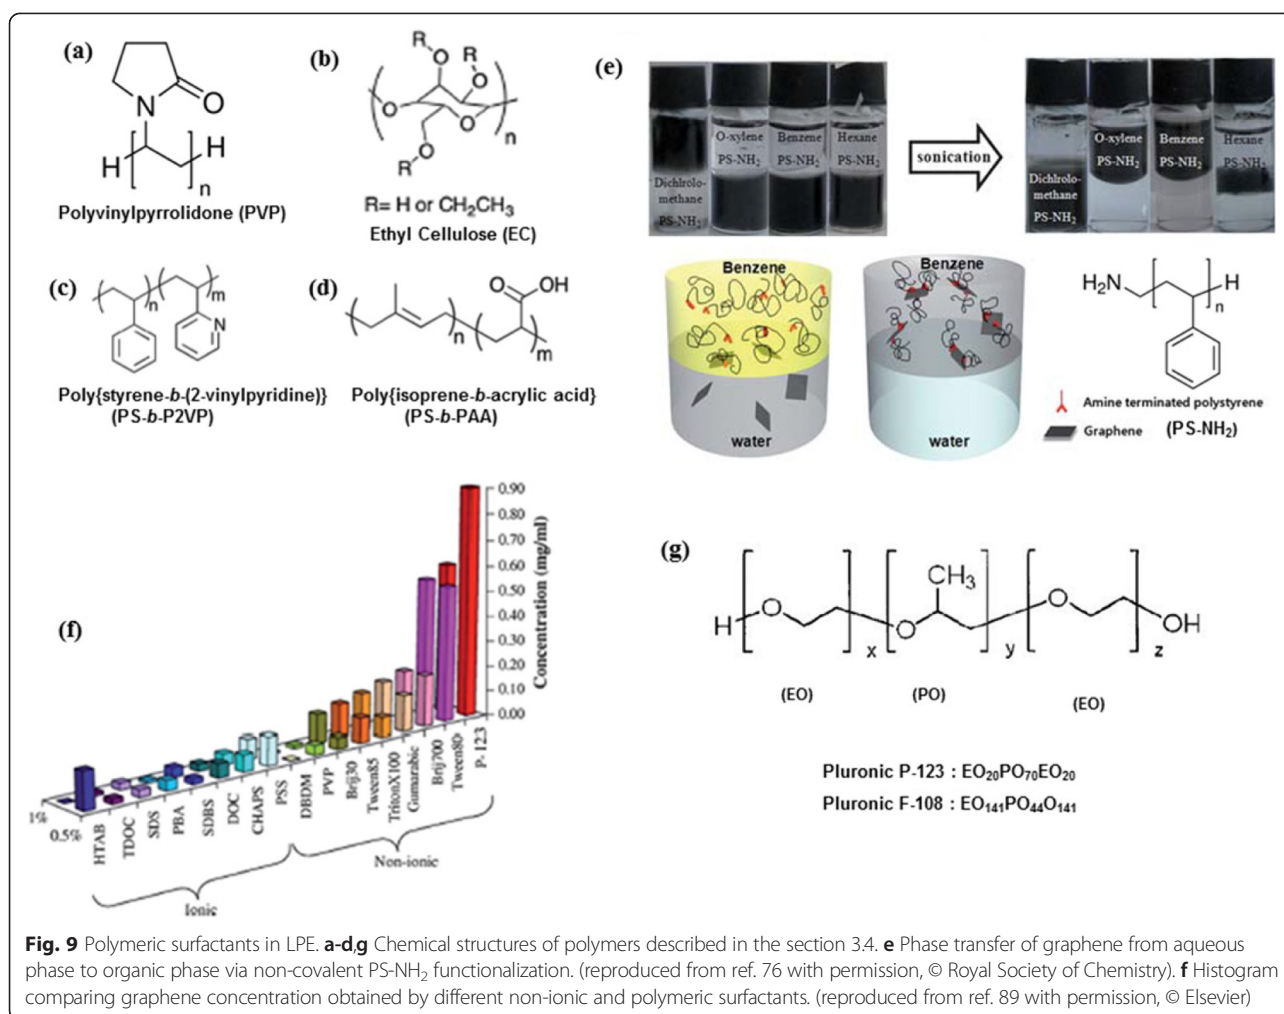 (a)
N
O
H
H
n
Polyvinylpyrrolidone (PVP)
(b)
R
O
R
O
O
O
O
R
n
R= H or CH₂CH₃
Ethyl Cellulose (EC)
(c)
n
m
N
Poly{styrene-b-(2-vinylpyridine)}
(PS-b-P2VP)
(d)
O
OH
n
m
Poly{isoprene-b-acrylic acid}
(PS-b-PAA)
(e)
Dichlrolo-
methane
PS-NH₂
O-xylene
PS-NH₂
Benzene
PS-NH₂
Hexane
PS-NH₂
sonication
Dichlrolo-
methane
PS-NH₂
O-xylene
PS-NH₂
Benzene
PS-NH₂
Hexane
PS-NH₂
Benzene
water
Benzene
water
H₂N
H
n
Amine terminated polystyrene
Graphene
(PS-NH₂)
(f)
0.90
0.80
0.70
0.60
0.50
0.40
0.30
0.20
0.10
0.00
Concentration (mg/ml)
1%
0.5%
HTAB
TDOC
SDS
PBA
SDBS
DOC
CHAPS
PSS
DBDM
PVP
Brij30
Tween85
TritonX100
Gumarabic
Brij700
Tween80
P-123
Ionic
Non-ionic
(g)
H
O
x
O
CH₃
y
O
z
OH
(EO)
(PO)
(EO)
Pluronic P-123 : EO₂₀PO₇₀EO₂₀
Pluronic F-108 : EO₁₄₁PO₄₄O₁₄₁
Fig. 9 Polymeric surfactants in LPE. a-d,g Chemical structures of polymers described in the section 3.4. e Phase transfer of graphene from aqueous
phase to organic phase via non-covalent PS-NH₂ functionalization. (reproduced from ref. 76 with permission, © Royal Society of Chemistry). f Histogram
comparing graphene concentration obtained by different non-ionic and polymeric surfactants. (reproduced from ref. 89 with permission, © Elsevier)